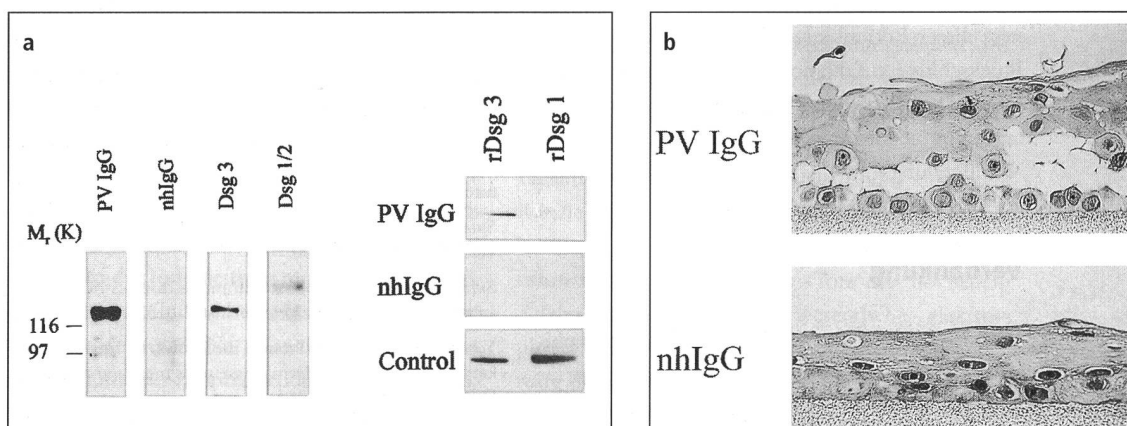 a
PV IgG
nhIgG
Dsg 3
Dsg 1/2
Mr (K)
116
97
rDsg 3
rDsg 1
PV IgG
nhIgG
Control
b
PV IgG
nhIgG